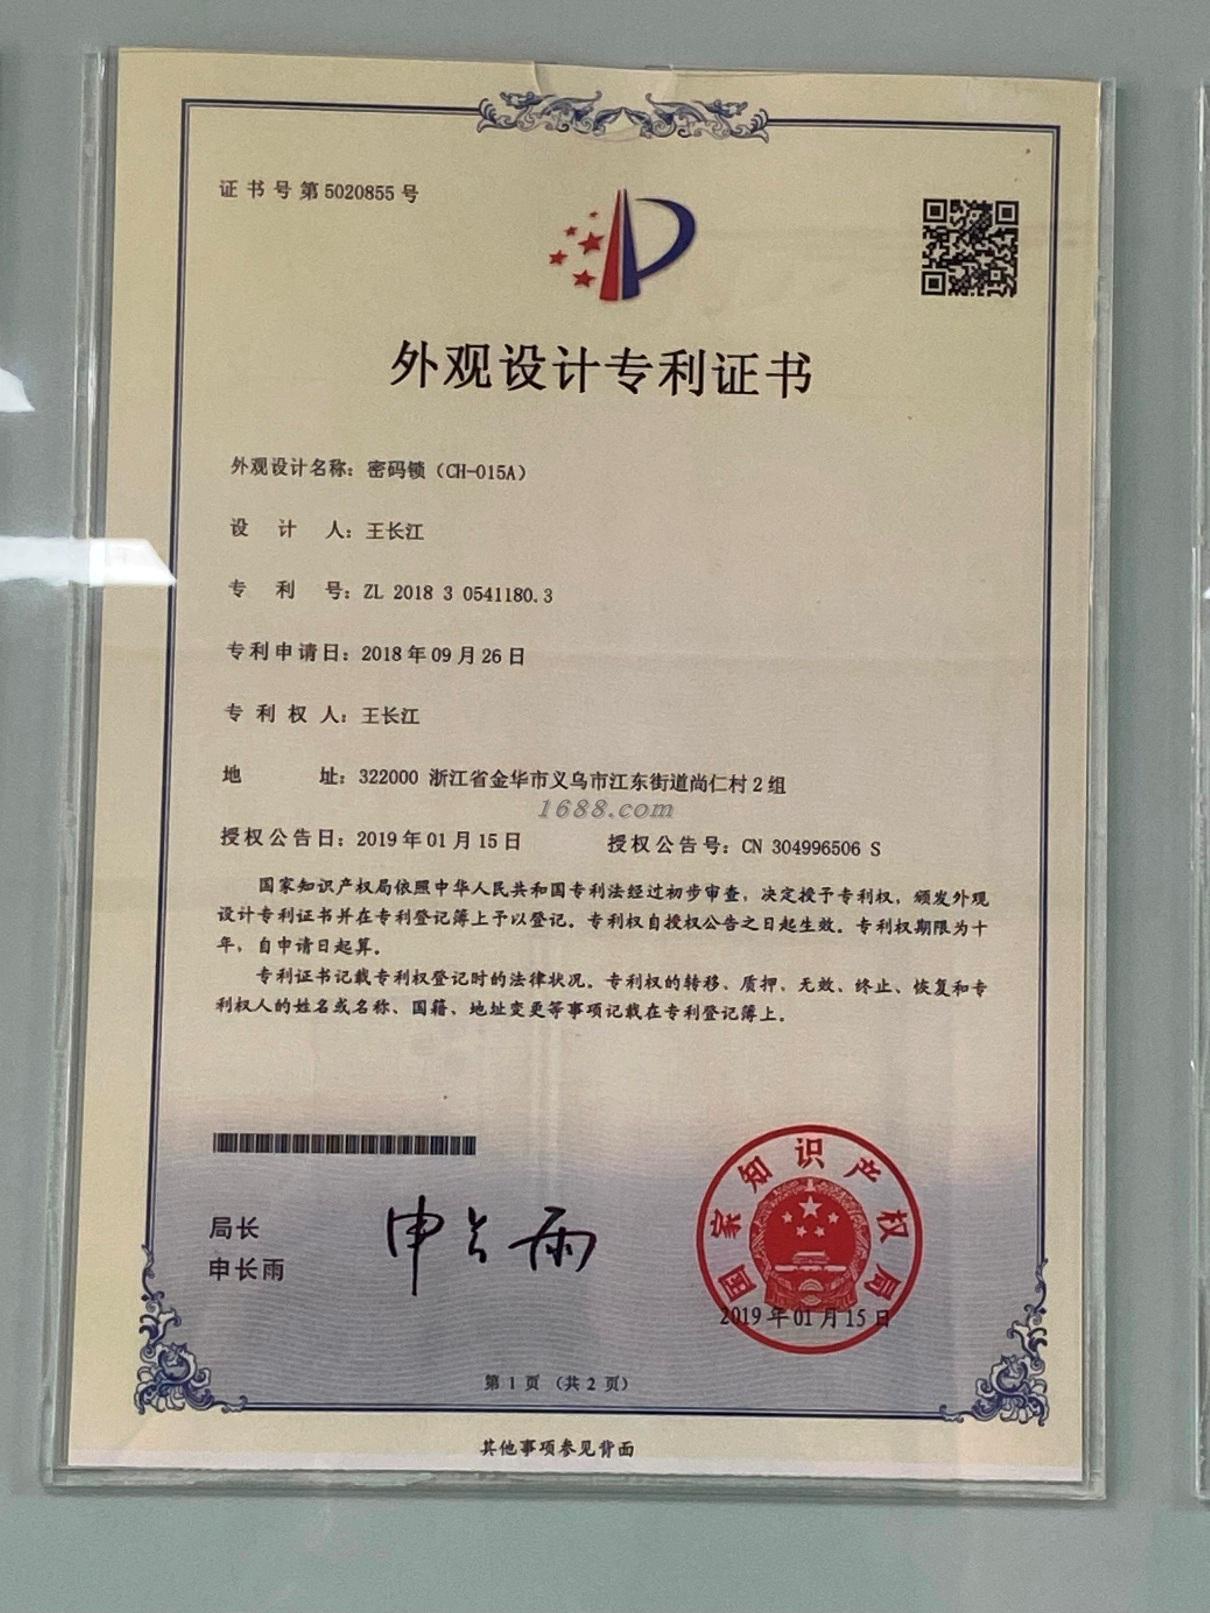 证书号第5020855号
外观设计专利证书
外观设计名称：密码锁（CH-015A）
设计人：王长江
专利号：ZL 2018 3 0541180.3
专利申请日：2018年09月26日
专利权人：王长江
地址：322000 浙江省金华市义乌市江东街道尚仁村2组
1688.com
授权公告日：2019年01月15日 授权公告号：CN 304996506 S
国家知识产权局依照中华人民共和国专利法经过初步审查，决定授予专利权，颁发外观
设计专利证书并在专利登记簿上予以登记。专利权自授权公告之日起生效。专利权期限为十
年，自申请日起算。
专利证书记载专利权登记时的法律状况。专利权的转移、质押、无效、终止、恢复和专
利权人的姓名或名称、国籍、地址变更等事项记载在专利登记簿上。
局长
申长雨
申长雨
国家知识产权局
2019年01月15日
第1页（共2页）
其他事项参见背面